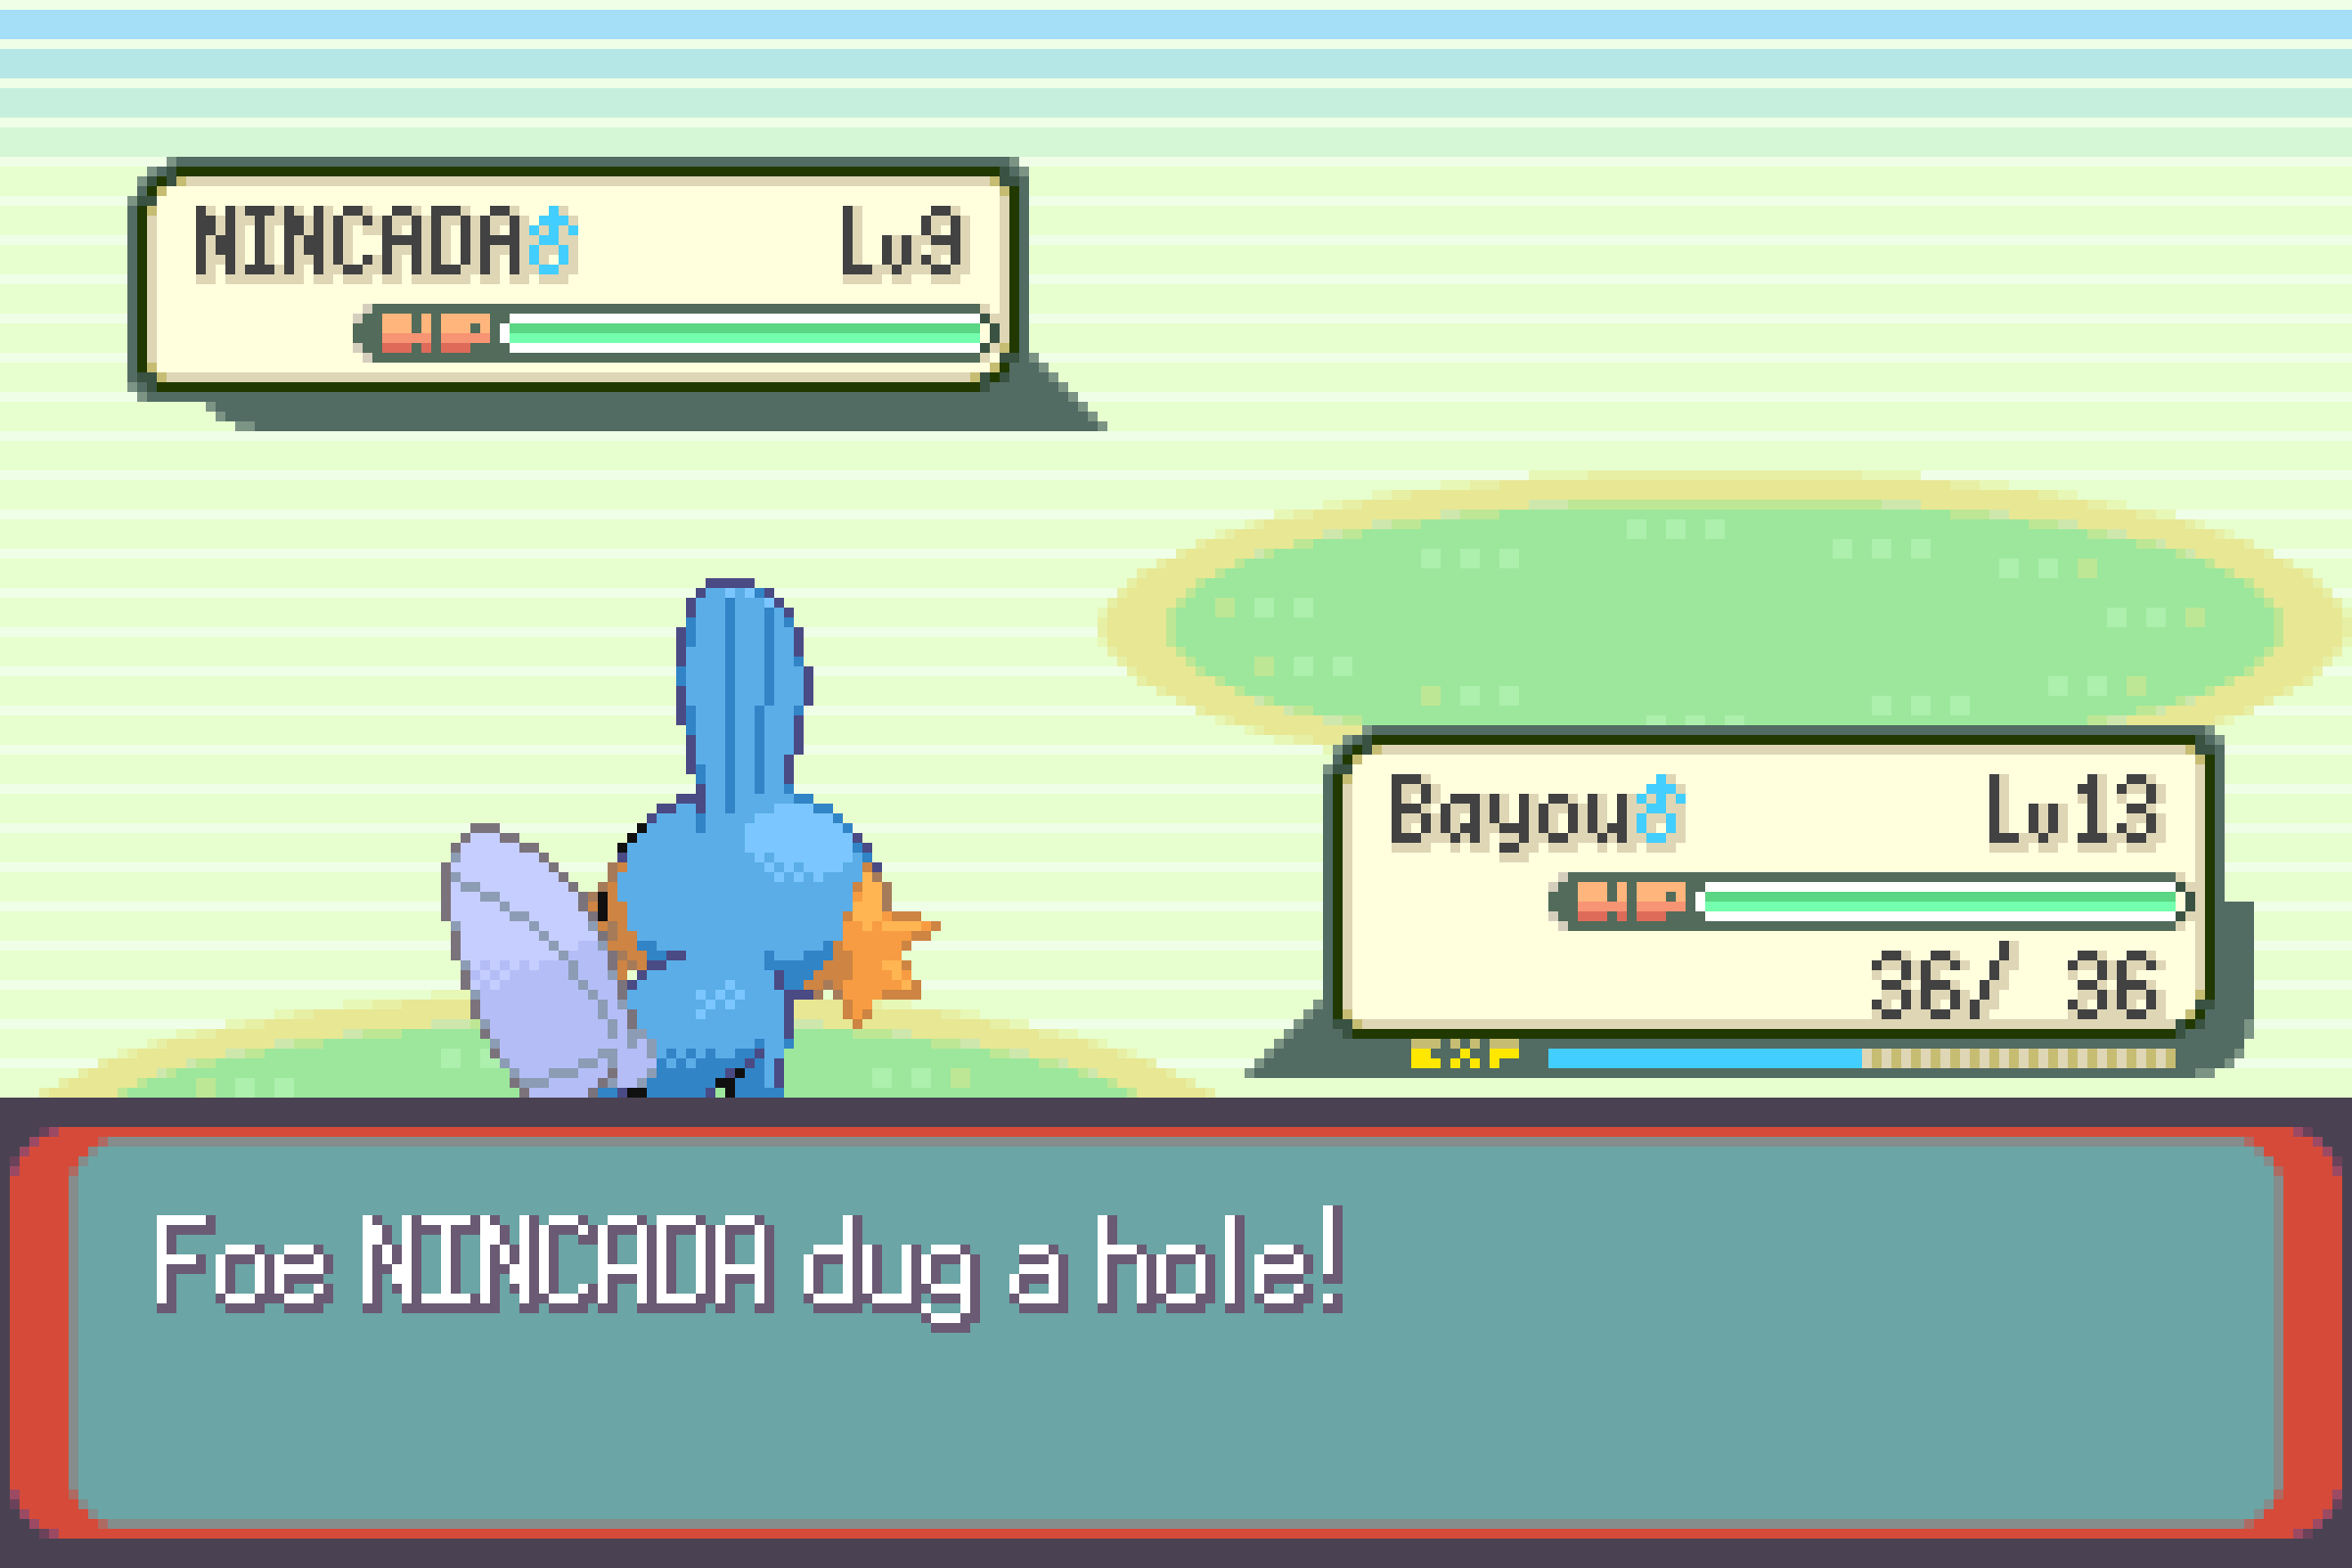 NINCADA♂ Lv9
HP
Bayou♂ Lv13
HP
36/ 36
EXP
Foe NINCADA dug a hole!